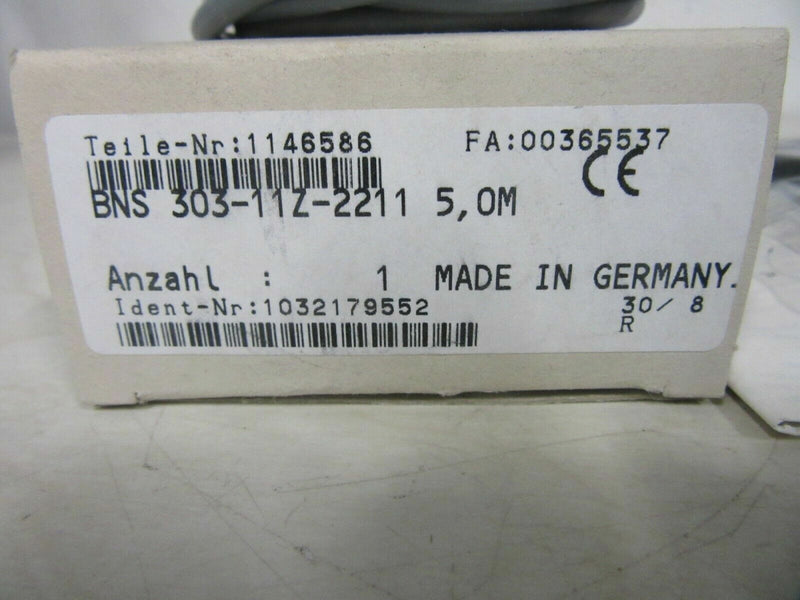 Teile-Nr:1146586 FA:00365537
CE
BNS 303-11Z-2211 5,0M
Anzahl : 1 MADE IN GERMANY.
Ident-Nr:1032179552 30/ 8
R